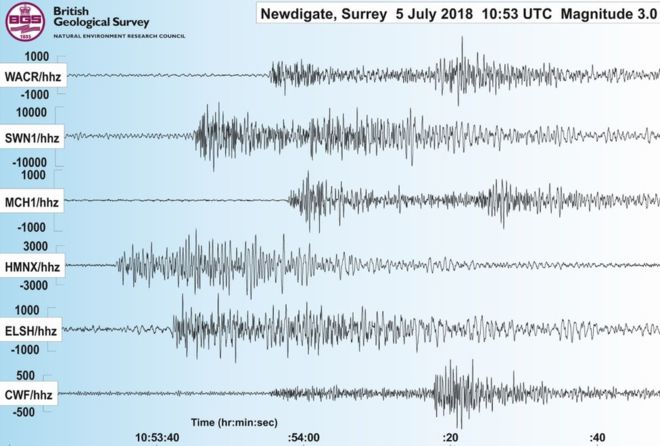 British
Geological Survey
NATURAL ENVIRONMENT RESEARCH COUNCIL
BGS
1835
Newdigate, Surrey 5 July 2018 10:53 UTC Magnitude 3.0
1000
WACR/hhz
-1000
10000
SWN1/hhz
-10000
1000
MCH1/hhz
-1000
3000
HMNX/hhz
-3000
1000
ELSH/hhz
-1000
500
CWF/hhz
-500
Time (hr:min:sec)
10:53:40 :54:00 :20 :40